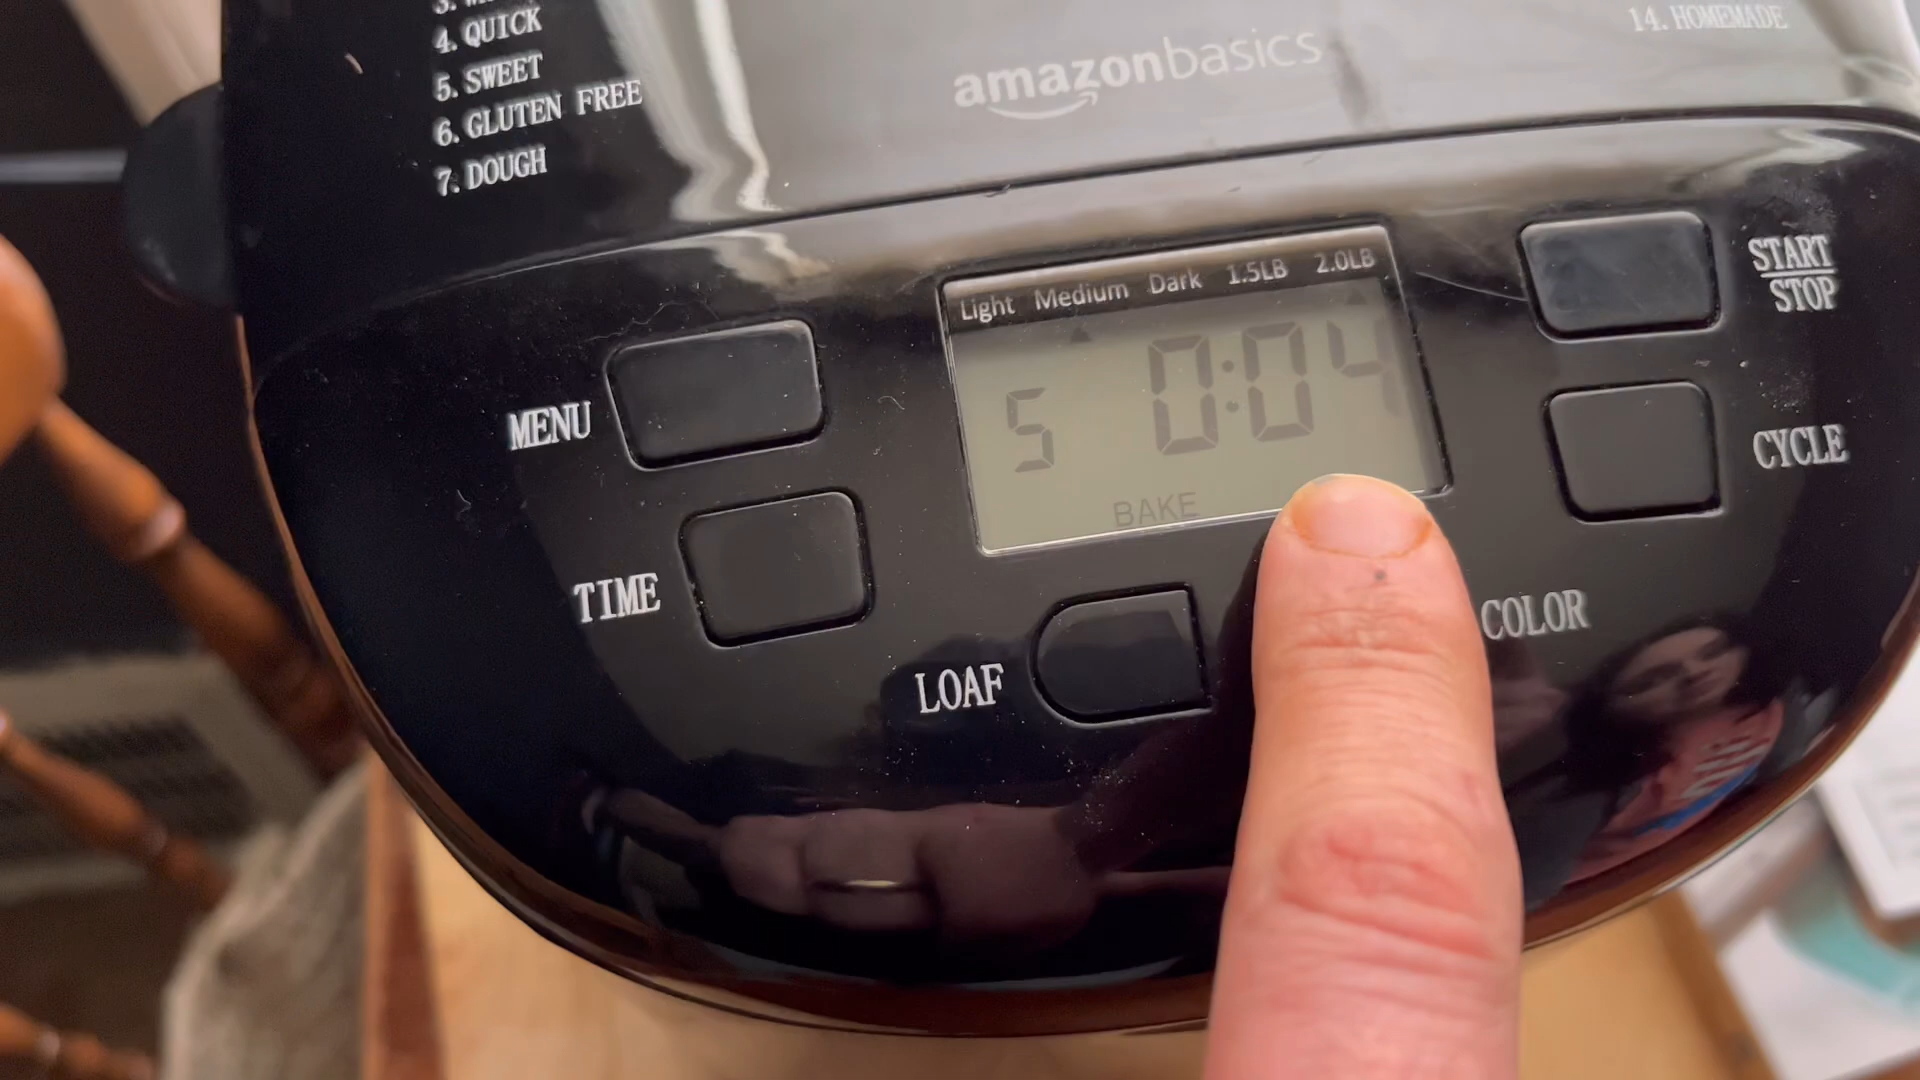 4. QUICK
5. SWEET
6. GLUTEN FREE
7. DOUGH
14. HOMEMADE
amazonbasics
Light Medium Dark 1.5LB 2.0LB
5 0:04
BAKE
MENU
TIME
LOAF
COLOR
START
STOP
CYCLE